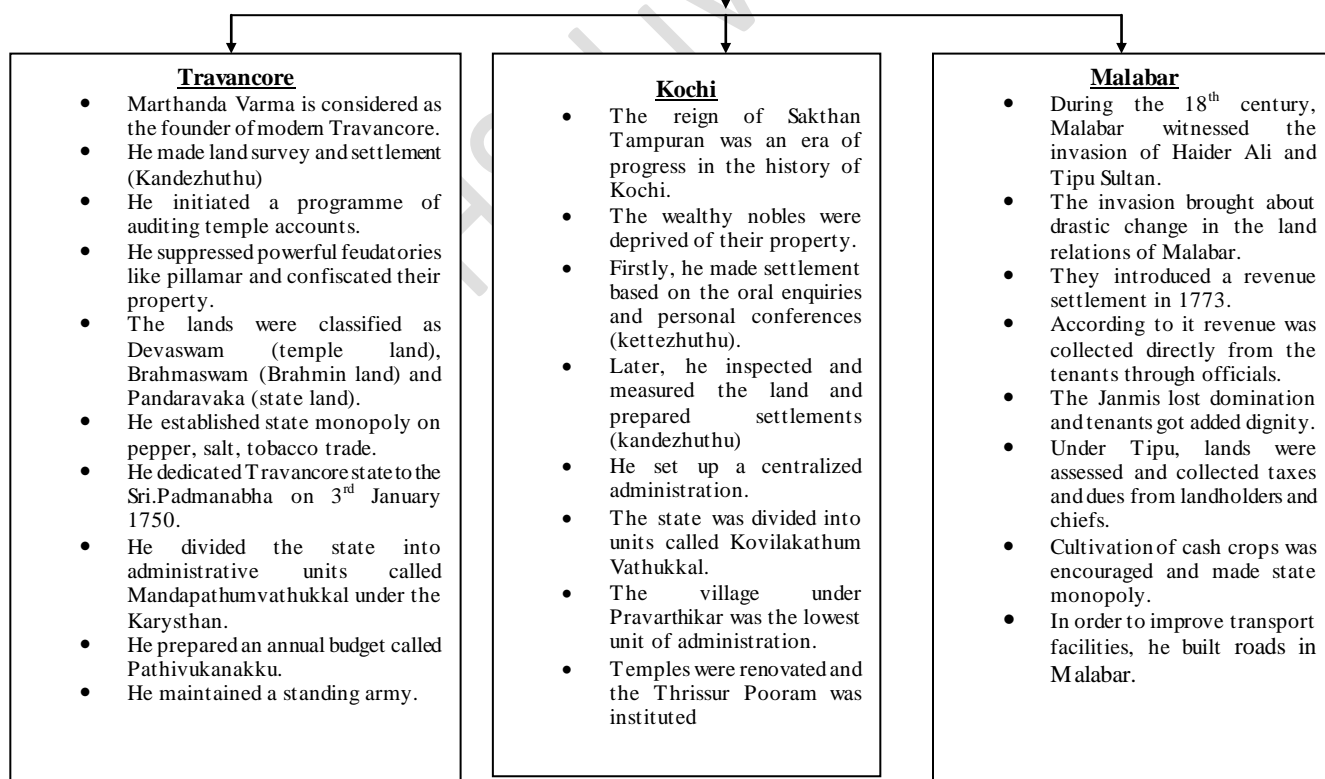 Travancore
• Marthanda Varma is considered as
the founder of modern Travancore.
• He made land survey and settlement
(Kandezhuthu)
• He initiated a programme of
auditing temple accounts.
• He suppressed powerful feudatories
like pillamar and confiscated their
property.
• The lands were classified as
Devaswam (temple land),
Brahmaswam (Brahmin land) and
Pandaravaka (state land).
• He established state monopoly on
pepper, salt, tobacco trade.
• He dedicated Travancore state to the
Sri.Padmanabha on 3rd January
1750.
• He divided the state into
administrative units called
Mandapathumvathukkal under the
Karysthan.
• He prepared an annual budget called
Pathivukanakku.
• He maintained a standing army.
Kochi
• The reign of Sakthan
Tampuran was an era of
progress in the history of
Kochi.
• The wealthy nobles were
deprived of their property.
• Firstly, he made settlement
based on the oral enquiries
and personal conferences
(kettezhuthu).
• Later, he inspected and
measured the land and
prepared settlements
(kandezhuthu)
• He set up a centralized
administration.
• The state was divided into
units called Kovilakathum
Vathukkal.
• The village under
Pravarthikar was the lowest
unit of administration.
• Temples were renovated and
the Thrissur Pooram was
instituted
Malabar
• During the 18th century,
Malabar witnessed the
invasion of Haider Ali and
Tipu Sultan.
• The invasion brought about
drastic change in the land
relations of Malabar.
• They introduced a revenue
settlement in 1773.
• According to it revenue was
collected directly from the
tenants through officials.
• The Janmis lost domination
and tenants got added dignity.
• Under Tipu, lands were
assessed and collected taxes
and dues from landholders and
chiefs.
• Cultivation of cash crops was
encouraged and made state
monopoly.
• In order to improve transport
facilities, he built roads in
Malabar.